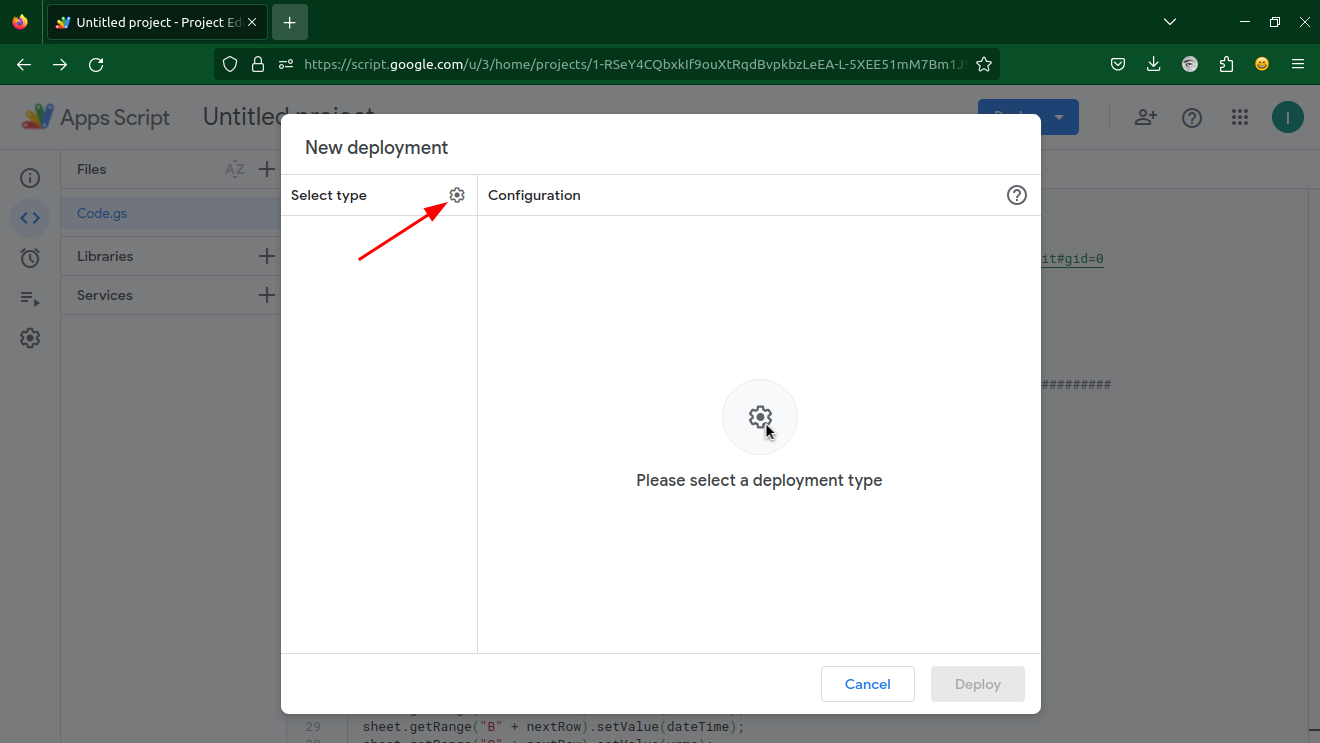 Untitled project - Project Ed
https://script.google.com/u/3/home/projects/1-RSeY4CQbxkIf9ouXtRqdBvpkbzLeEA-L-5XEE51mM7Bm1J
Apps Script
Untitled project
I
Files
AZ
Code.gs
Libraries
Services
New deployment
Select type
Configuration
it#gid=0
#########
Please select a deployment type
Cancel
Deploy
29 sheet.getRange("B" + nextRow).setValue(dateTime);